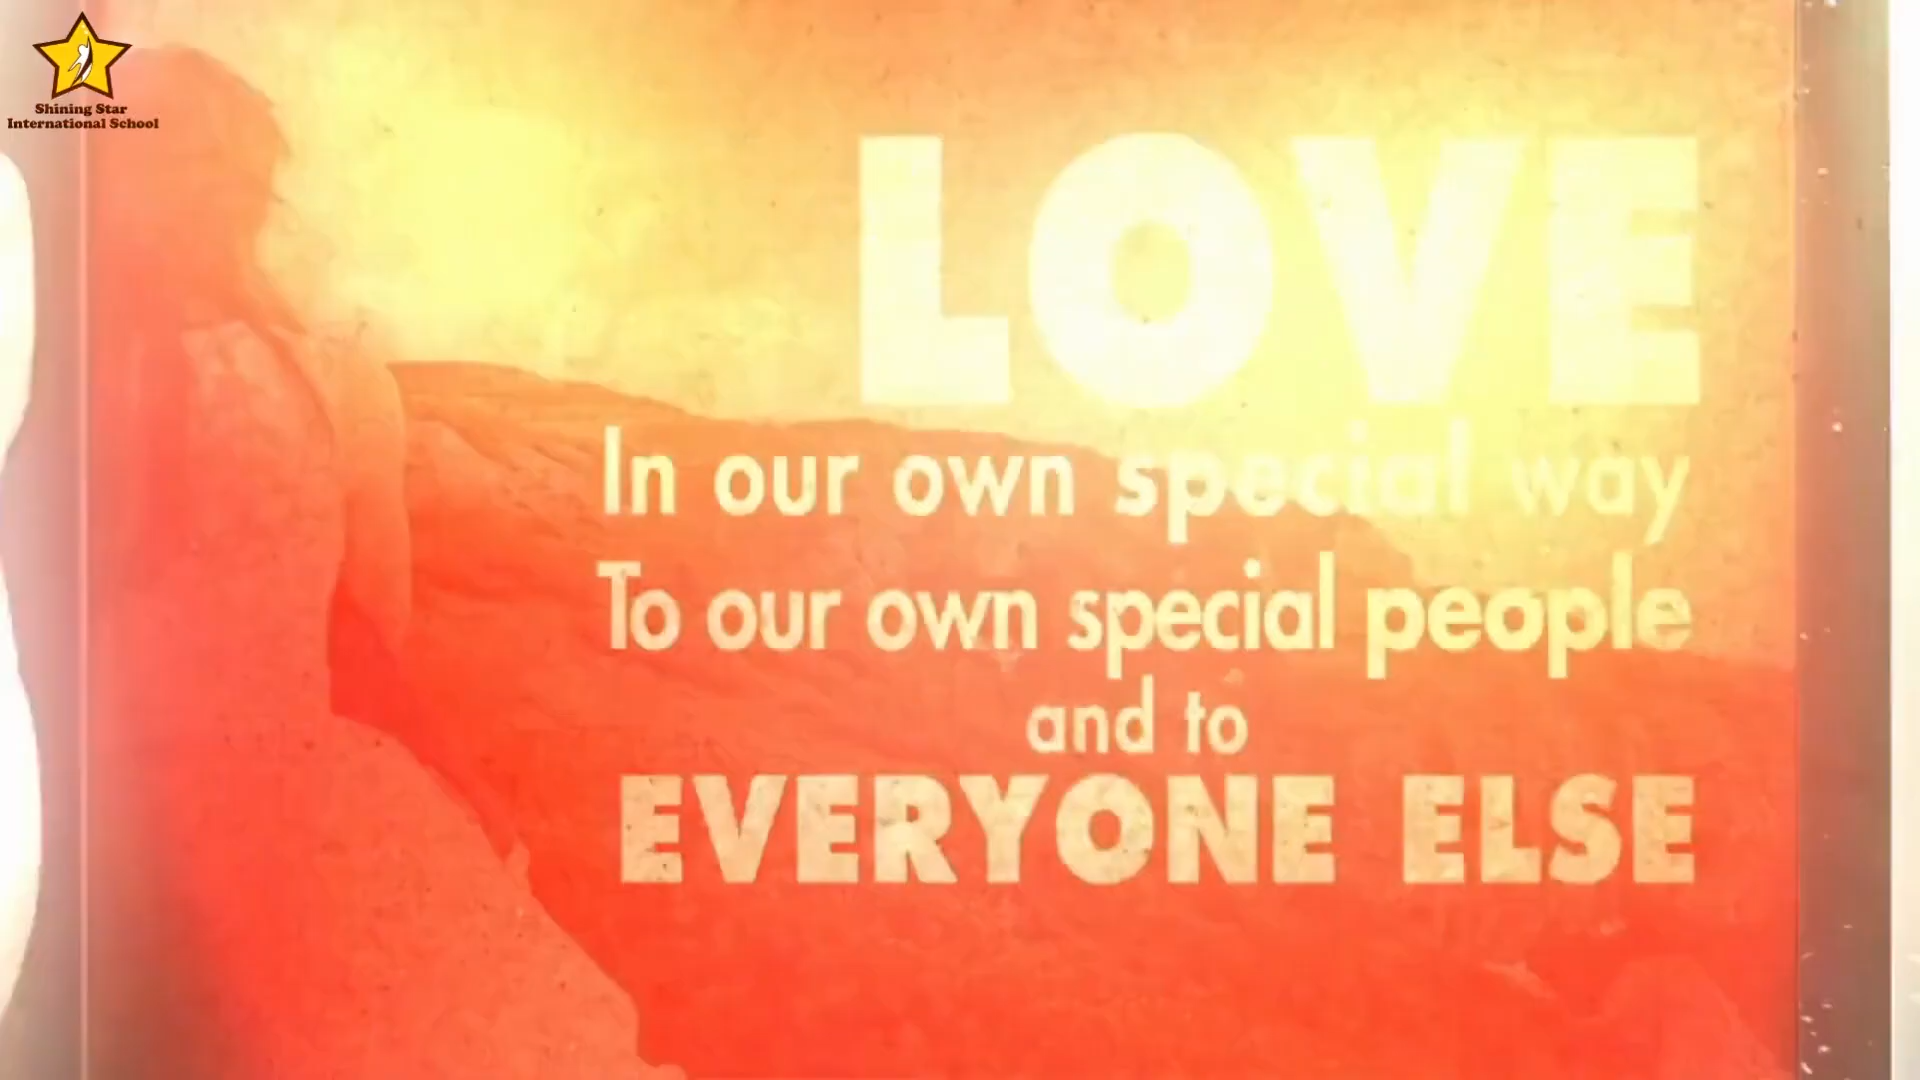 Shining Star
International School
LOVE
In our own special way
To our own special people
and to
EVERYONE ELSE